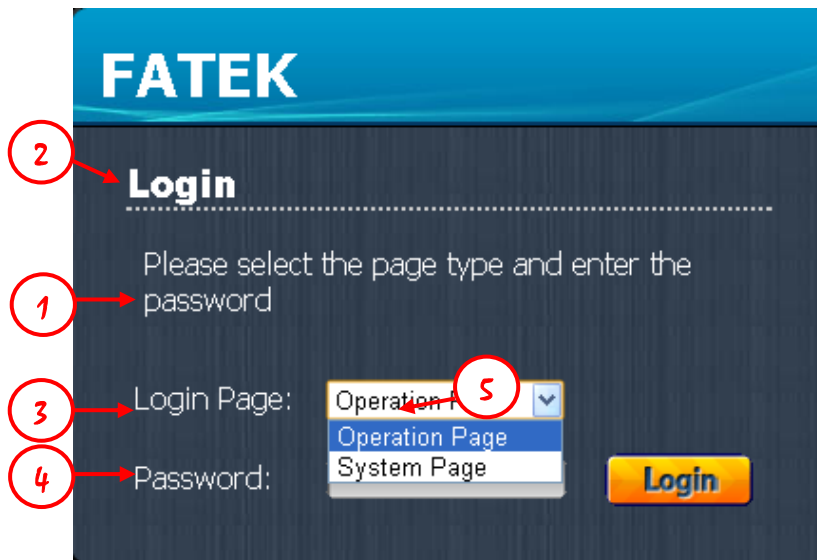 FATEK
2
Login
Please select the page type and enter the
1
password
3
Login Page:
Operation P
5
Operation Page
4
Password:
System Page
Login